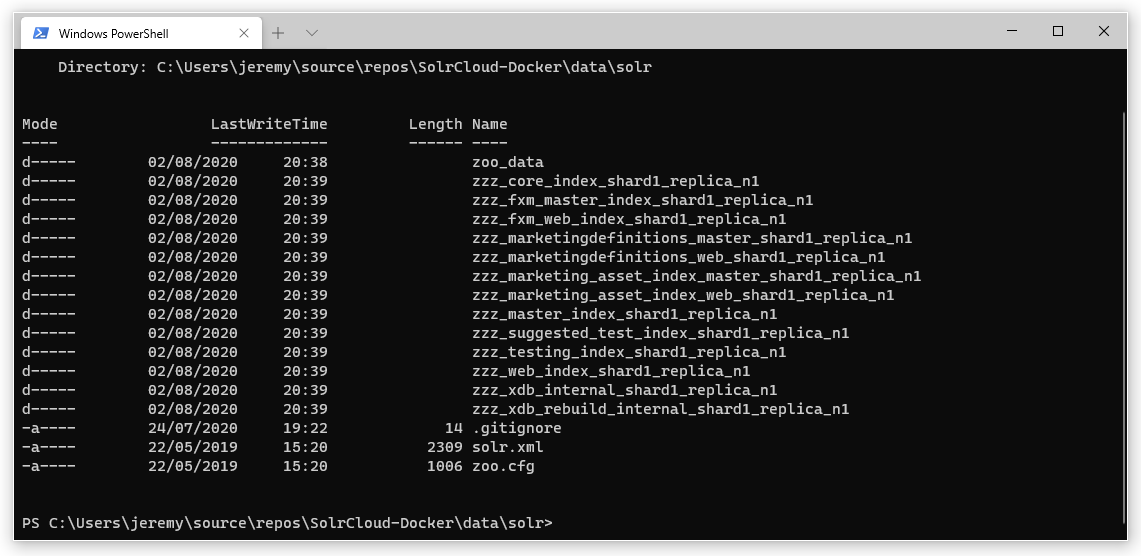 Windows PowerShell
    Directory: C:\Users\jeremy\source\repos\SolrCloud-Docker\data\solr
Mode                 LastWriteTime         Length Name
----                 -------------         ------ ----
d-----        02/08/2020     20:38                zoo_data
d-----        02/08/2020     20:39                zzz_core_index_shard1_replica_n1
d-----        02/08/2020     20:39                zzz_fxm_master_index_shard1_replica_n1
d-----        02/08/2020     20:39                zzz_fxm_web_index_shard1_replica_n1
d-----        02/08/2020     20:39                zzz_marketingdefinitions_master_shard1_replica_n1
d-----        02/08/2020     20:39                zzz_marketingdefinitions_web_shard1_replica_n1
d-----        02/08/2020     20:39                zzz_marketing_asset_index_master_shard1_replica_n1
d-----        02/08/2020     20:39                zzz_marketing_asset_index_web_shard1_replica_n1
d-----        02/08/2020     20:39                zzz_master_index_shard1_replica_n1
d-----        02/08/2020     20:39                zzz_suggested_test_index_shard1_replica_n1
d-----        02/08/2020     20:39                zzz_testing_index_shard1_replica_n1
d-----        02/08/2020     20:39                zzz_web_index_shard1_replica_n1
d-----        02/08/2020     20:39                zzz_xdb_internal_shard1_replica_n1
d-----        02/08/2020     20:39                zzz_xdb_rebuild_internal_shard1_replica_n1
-a----        24/07/2020     19:22             14 .gitignore
-a----        22/05/2019     15:20           2309 solr.xml
-a----        22/05/2019     15:20           1006 zoo.cfg
PS C:\Users\jeremy\source\repos\SolrCloud-Docker\data\solr>